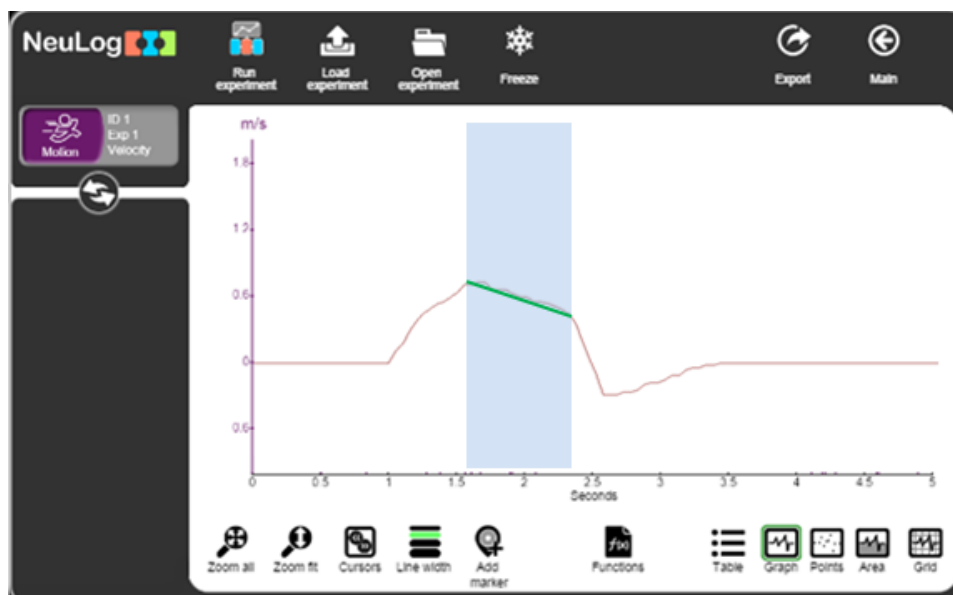 NeuLog
Run
experiment
Load
experiment
Open
experiment
Freeze
Export
Main
Motion
ID 1
Exp 1
Velocity
m/s
1.8
1.2
0.6
0
0.6
0 0.5 1 1.5 2 2.5 3 3.5 4 4.5 5
Seconds
Zoom all
Zoom fit
Cursors
Line width
Add
marker
f(x)
Functions
Table
Graph
Points
Area
Grid